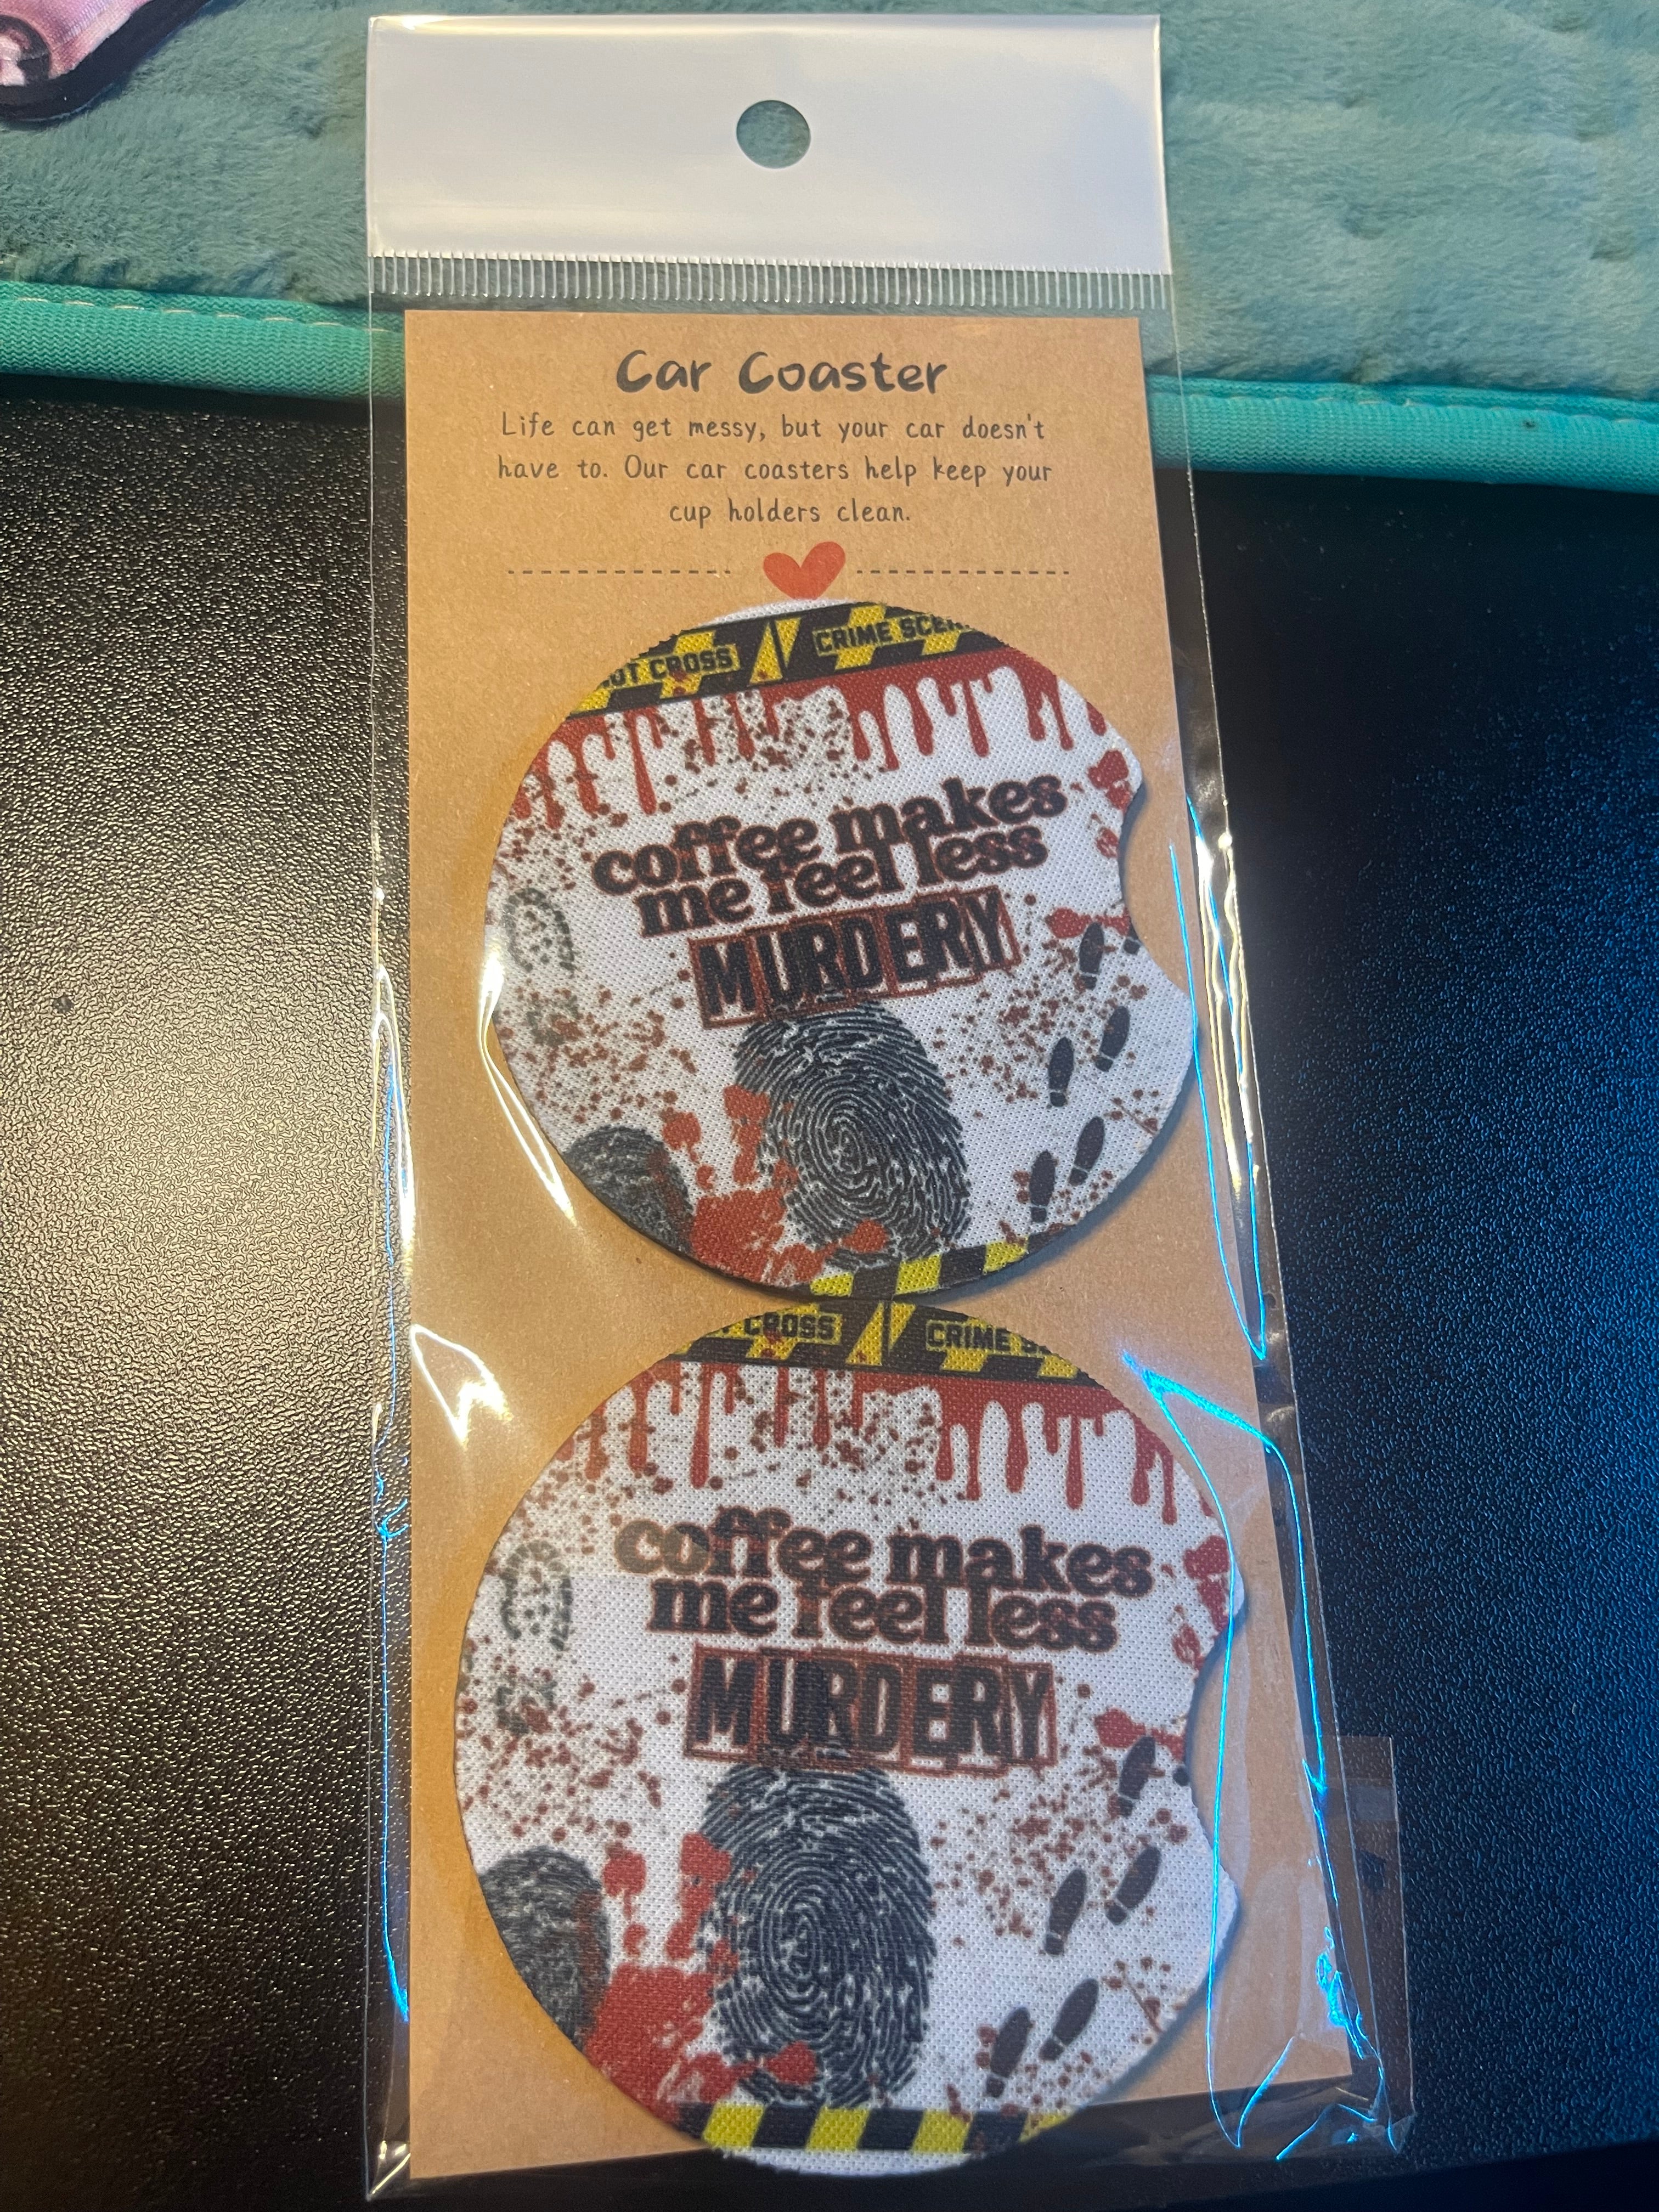 Car Coaster
Life can get messy, but your car doesn't
have to. Our car coasters help keep your
cup holders clean.
CROSS CRIME
coffee makes
me feel less
MURDERY
CROSS CRIME
coffee makes
me feel less
MURDERY